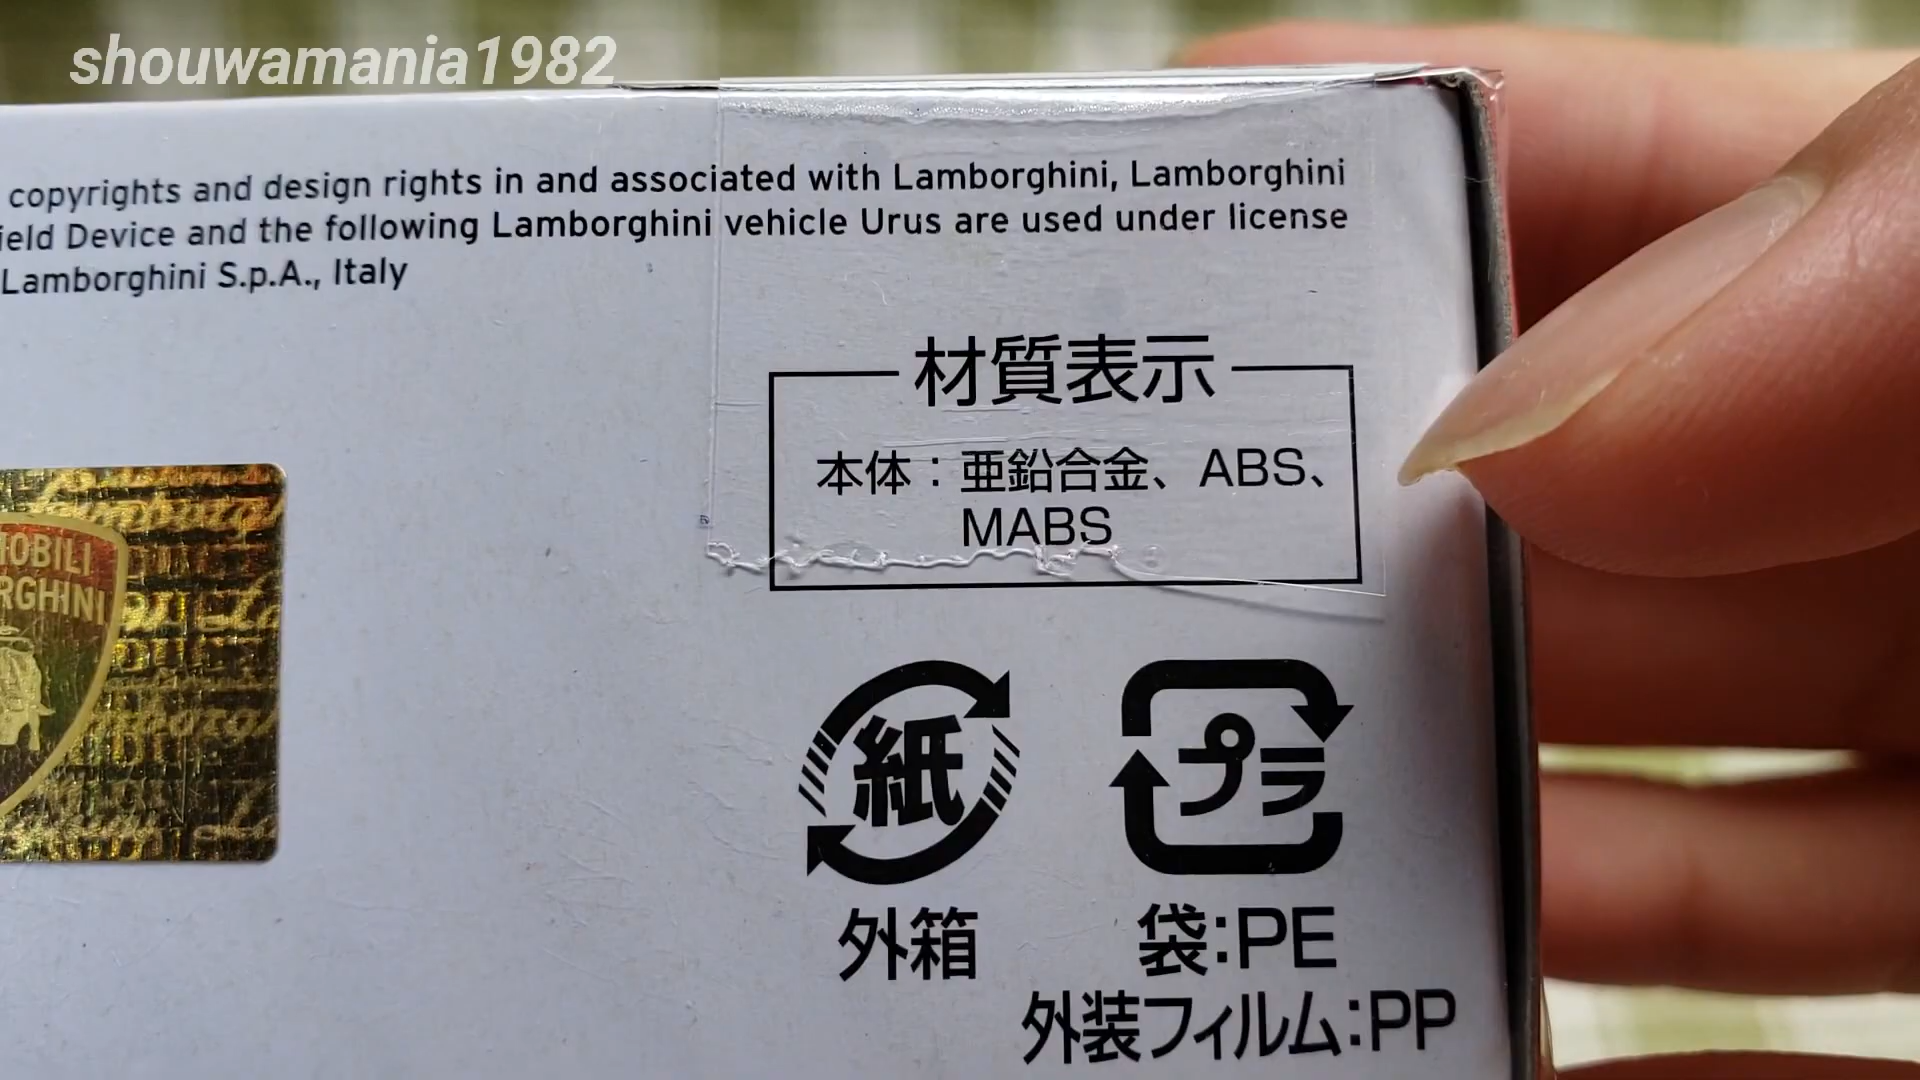 shouwamania1982
copyrights and design rights in and associated with Lamborghini, Lamborghini
ield Device and the following Lamborghini vehicle Urus are used under license
Lamborghini S.p.A., Italy
材質表示
本体：亜鉛合金、ABS、
MABS
OBILI
RGHINI
紙
プラ
外箱
袋:PE
外装フィルム:PP